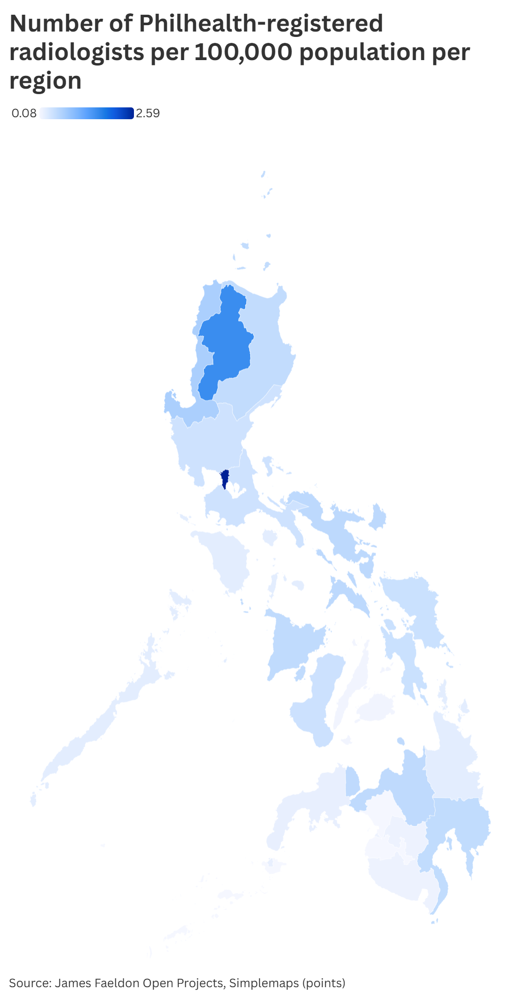 Number of Philhealth-registered
radiologists per 100,000 population per
region
0.08 2.59
Source: James Faeldon Open Projects, Simplemaps (points)